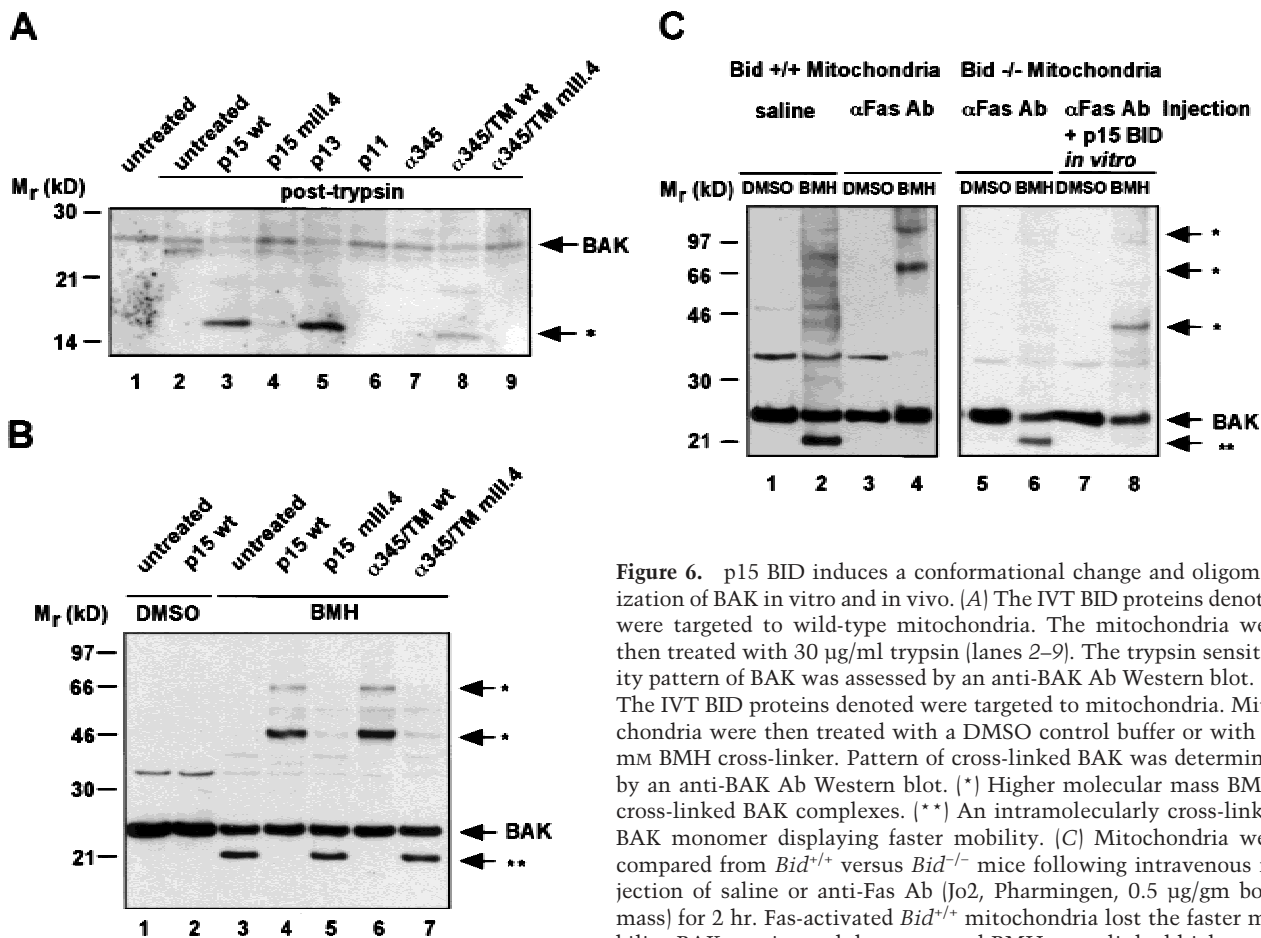 A
untreated
untreated
p15 wt
p15 mIII.4
p13
p11
α345
α345/TM wt
α345/TM mIII.4
Mr (kD)
post-trypsin
30
21
14
BAK
*
1 2 3 4 5 6 7 8 9
B
untreated
p15 wt
untreated
p15 wt
p15 mIII.4
α345/TM wt
α345/TM mIII.4
Mr (kD)
DMSO BMH
97
66
46
30
21
*
*
BAK
**
1 2 3 4 5 6 7
C
Bid +/+ Mitochondria Bid -/- Mitochondria
saline αFas Ab αFas Ab αFas Ab Injection
+ p15 BID
in vitro
Mr (kD) DMSO BMH DMSO BMH DMSO BMH DMSO BMH
97
66
46
30
21
*
*
*
BAK
**
1 2 3 4 5 6 7 8
Figure 6. p15 BID induces a conformational change and oligom
ization of BAK in vitro and in vivo. (A) The IVT BID proteins denot
were targeted to wild-type mitochondria. The mitochondria we
then treated with 30 µg/ml trypsin (lanes 2–9). The trypsin sensit
ity pattern of BAK was assessed by an anti-BAK Ab Western blot.
The IVT BID proteins denoted were targeted to mitochondria. Mit
chondria were then treated with a DMSO control buffer or with
mM BMH cross-linker. Pattern of cross-linked BAK was determin
by an anti-BAK Ab Western blot. (*) Higher molecular mass BM
cross-linked BAK complexes. (**) An intramolecularly cross-link
BAK monomer displaying faster mobility. (C) Mitochondria we
compared from Bid+/+ versus Bid−/− mice following intravenous i
jection of saline or anti-Fas Ab (Jo2, Pharmingen, 0.5 µg/gm bo
mass) for 2 hr. Fas-activated Bid+/+ mitochondria lost the faster m